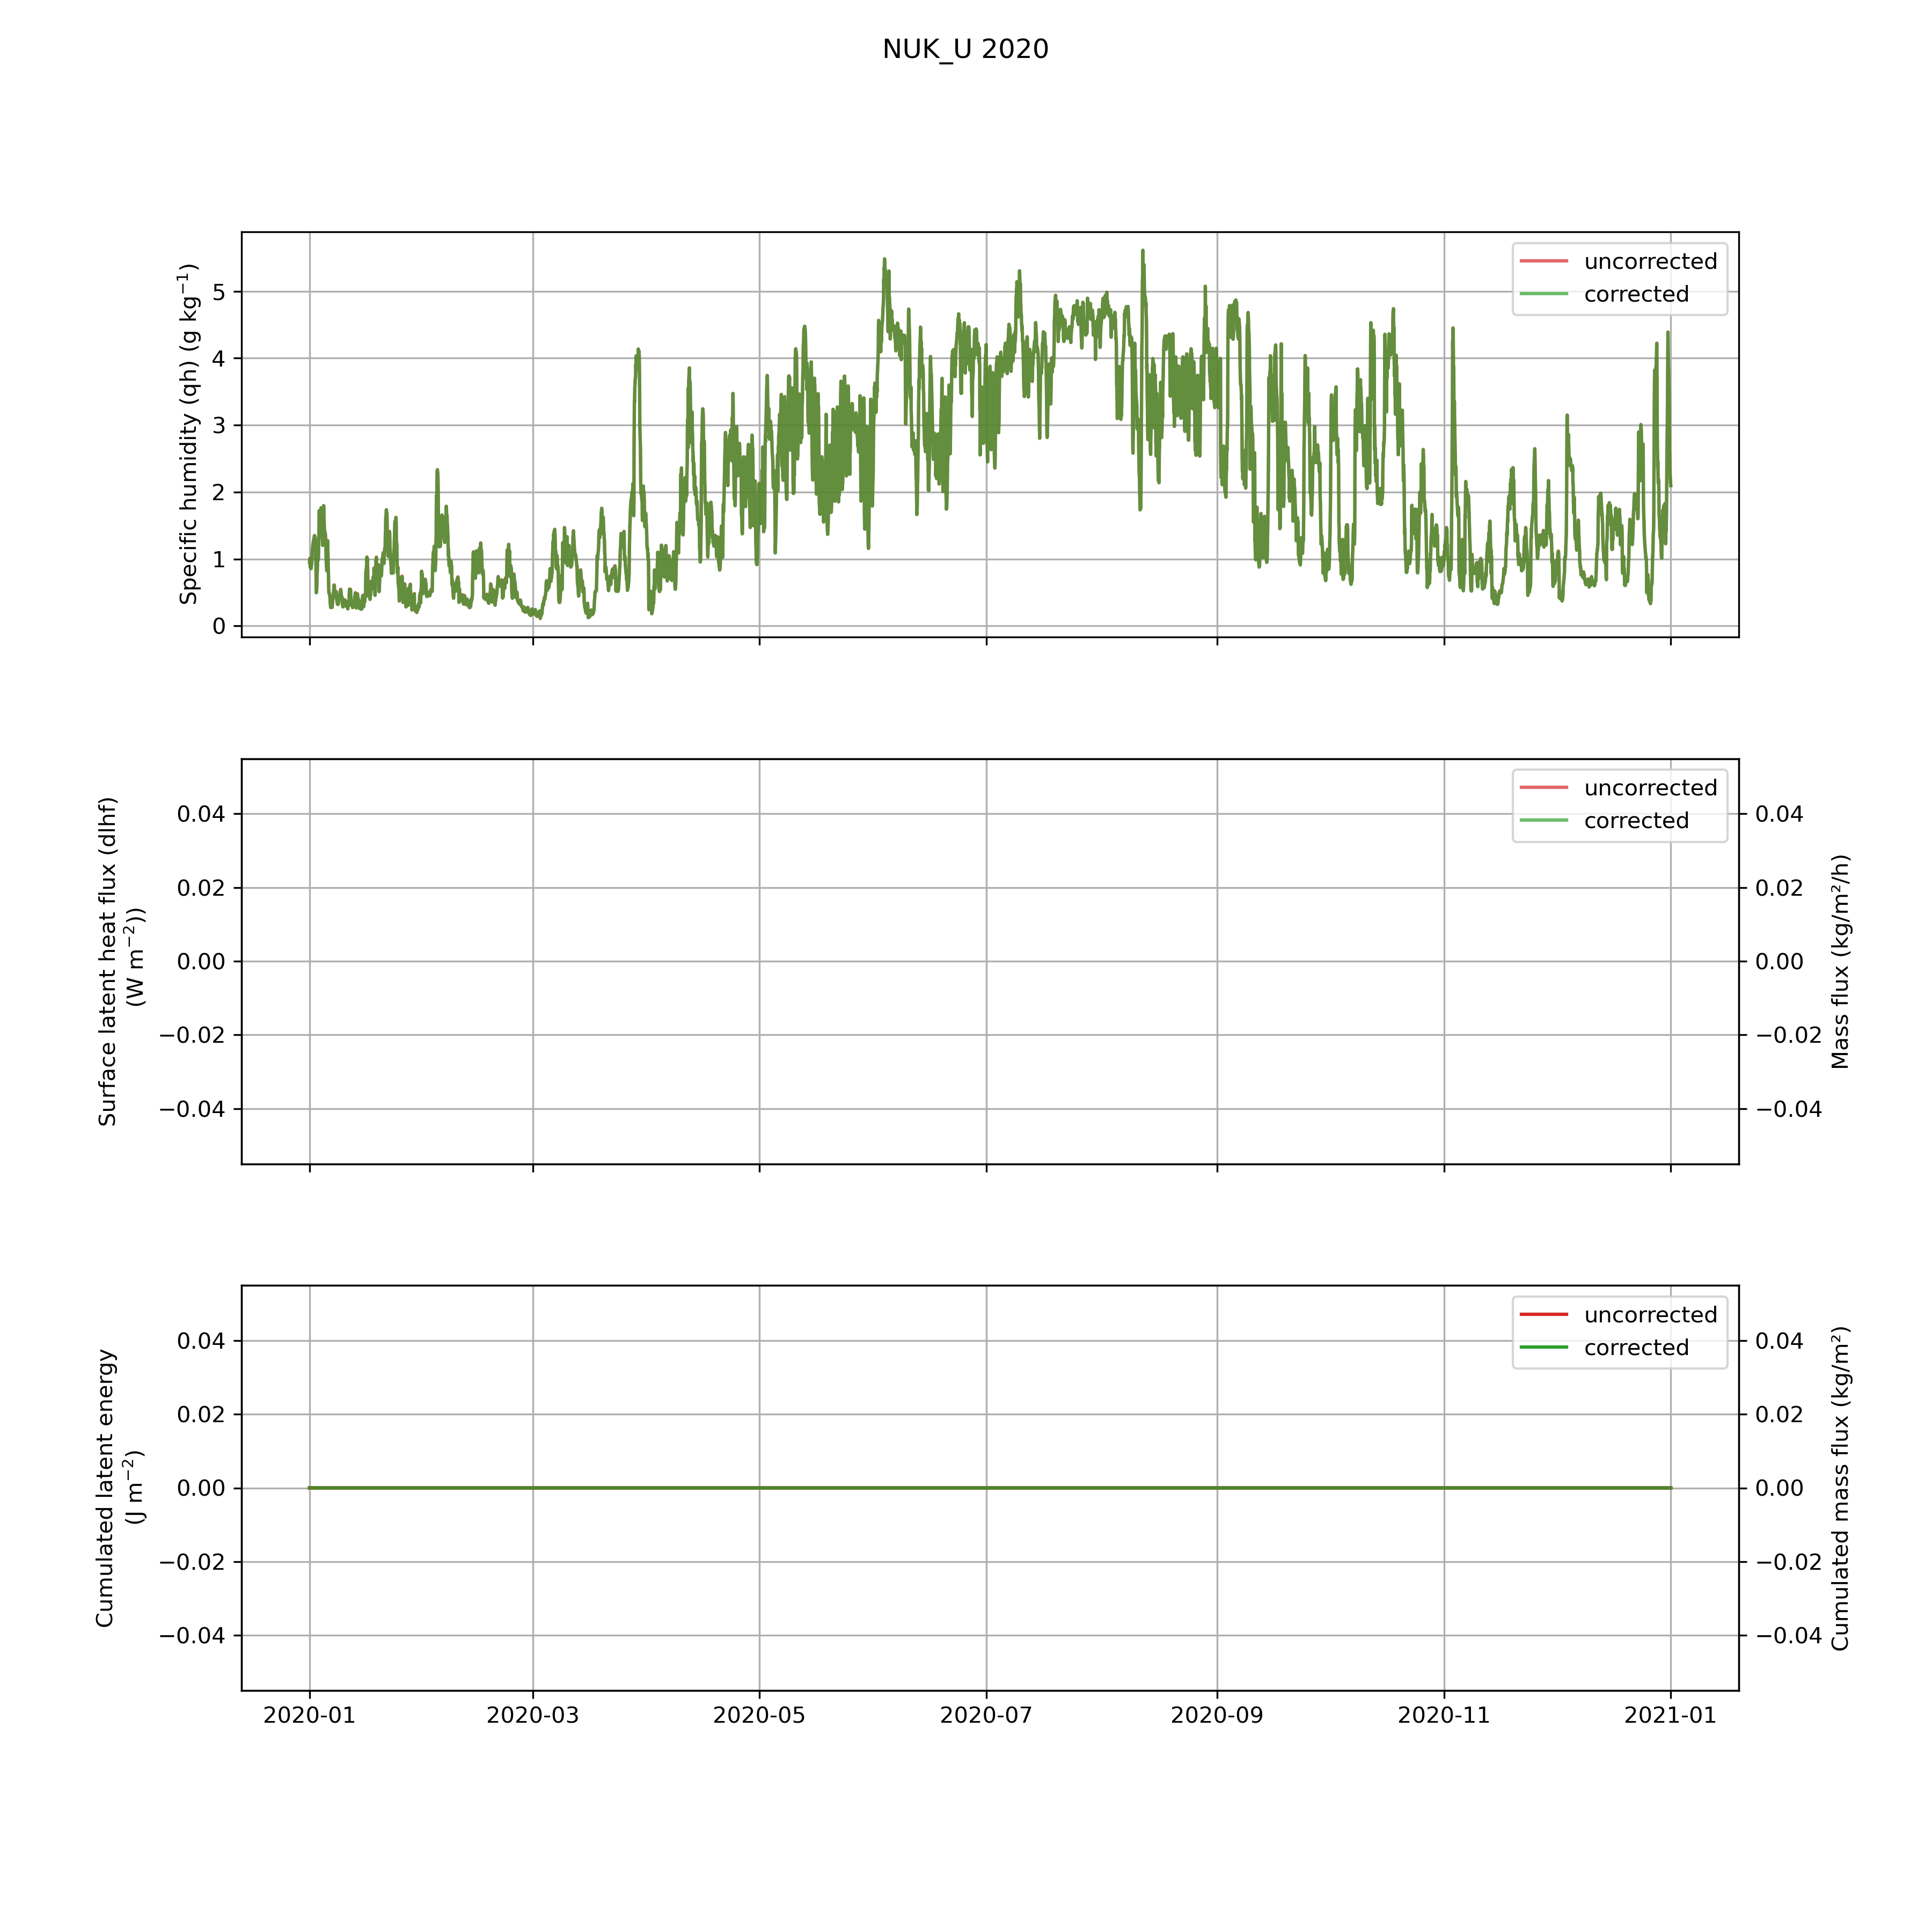 NUK_U 2020
Specific humidity (qh) (g kg⁻¹)
5
4
3
2
1
0
uncorrected
corrected
Surface latent heat flux (dlhf)
(W m⁻²))
0.04
0.02
0.00
−0.02
−0.04
uncorrected
corrected
0.04
0.02
0.00
−0.02
−0.04
Mass flux (kg/m²/h)
Cumulated latent energy
(J m⁻²)
0.04
0.02
0.00
−0.02
−0.04
uncorrected
corrected
0.04
0.02
0.00
−0.02
−0.04
Cumulated mass flux (kg/m²)
2020-01 2020-03 2020-05 2020-07 2020-09 2020-11 2021-01